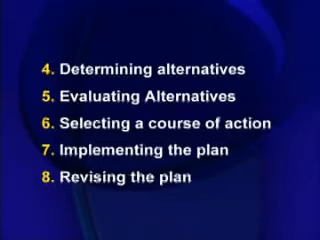 4. Determining alternatives
5. Evaluating Alternatives
6. Selecting a course of action
7. Implementing the plan
8. Revising the plan